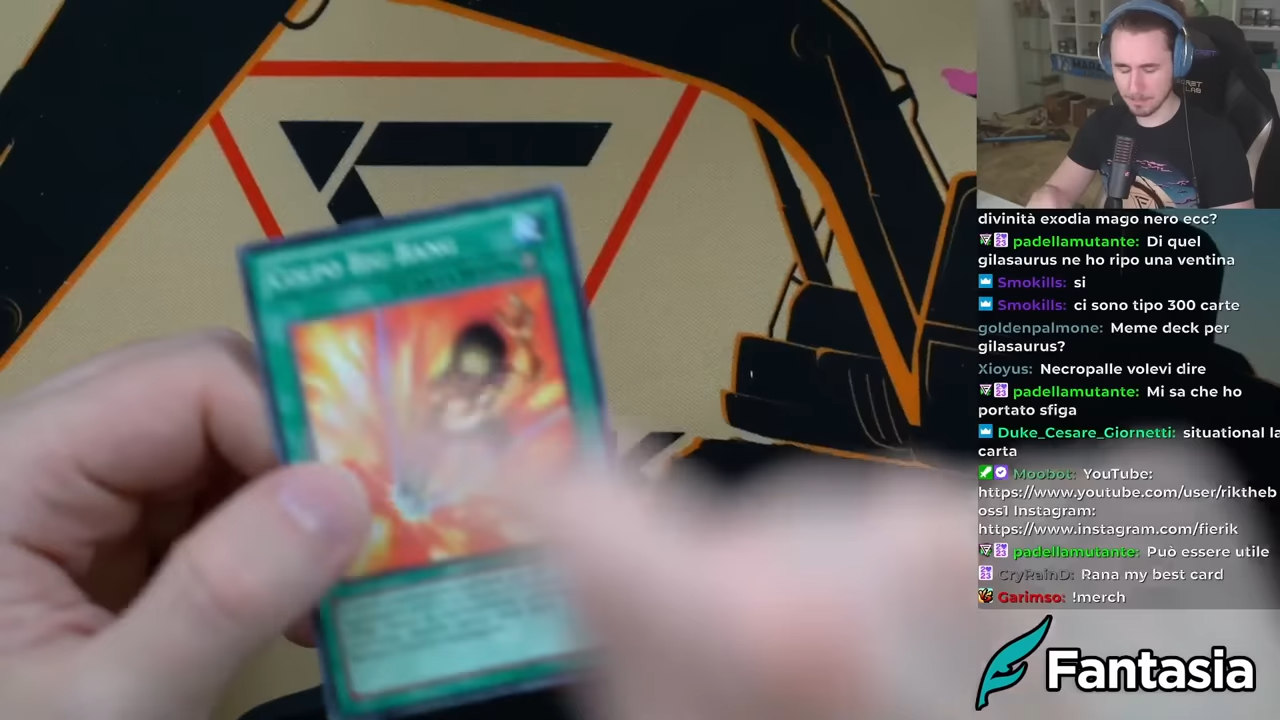 divinità exodia mago nero ecc?
padellamutante: Di quel
gilasaurus ne ho ripo una ventina
Smokills: si
Smokills: ci sono tipo 300 carte
goldenpalmone: Meme deck per
gilasaurus?
Xioyus: Necropalle volevi dire
padellamutante: Mi sa che ho
portato sfiga
Duke_Cesare_Giornetti: situational la
carta
Moobot: YouTube:
https://www.youtube.com/user/riktheb
oss1 Instagram:
https://www.instagram.com/fierik
padellamutante: Può essere utile
CryRainD: Rana my best card
Garimso: !merch
Fantasia